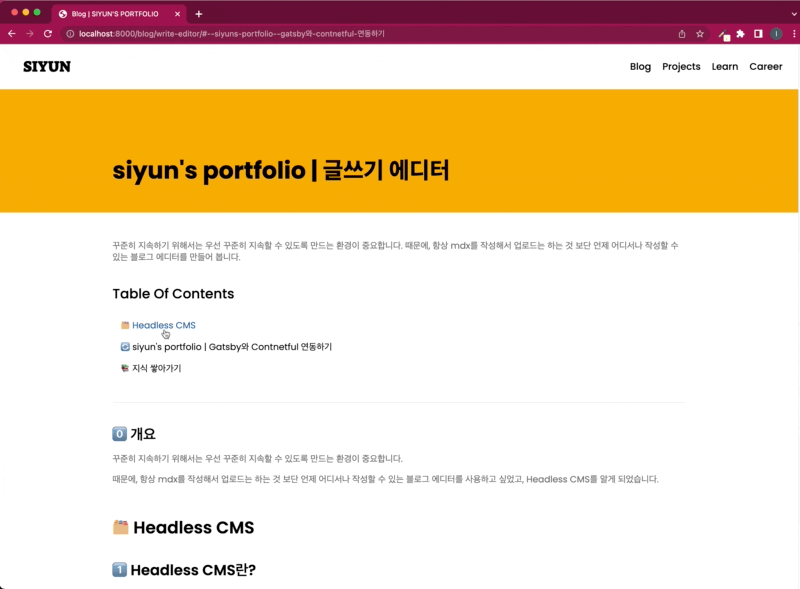 Blog | SIYUN'S PORTFOLIO
localhost:8000/blog/write-editor/#--siyuns-portfolio--gatsby와-contnetful-연동하기
I
SIYUN
Blog Projects Learn Career
siyun's portfolio | 글쓰기 에디터
꾸준히 지속하기 위해서는 우선 꾸준히 지속할 수 있도록 만드는 환경이 중요합니다. 때문에, 항상 mdx를 작성해서 업로드는 하는 것 보단 언제 어디서나 작성할 수
있는 블로그 에디터를 만들어 봅니다.
Table Of Contents
🗂 Headless CMS
🔄 siyun's portfolio | Gatsby와 Contnetful 연동하기
📚 지식 쌓아가기
0️⃣ 개요
꾸준히 지속하기 위해서는 우선 꾸준히 지속할 수 있도록 만드는 환경이 중요합니다.
때문에, 항상 mdx를 작성해서 업로드는 하는 것 보단 언제 어디서나 작성할 수 있는 블로그 에디터를 사용하고 싶었고, Headless CMS를 알게 되었습니다.
🗂 Headless CMS
1️⃣ Headless CMS란?